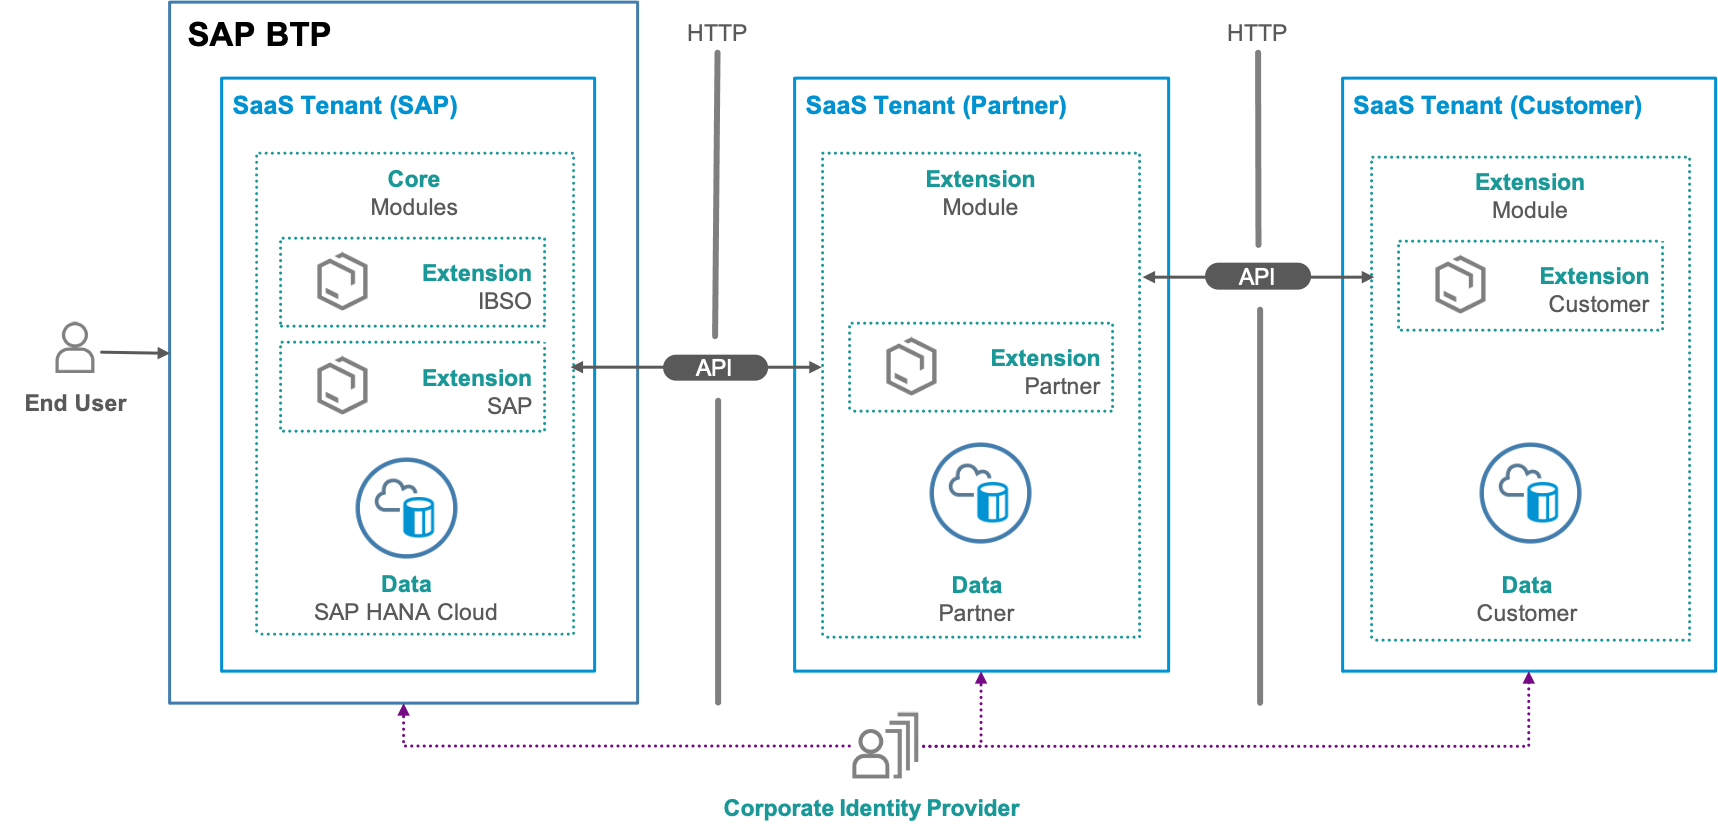 SAP BTP
HTTP
HTTP
SaaS Tenant (SAP)
SaaS Tenant (Partner)
SaaS Tenant (Customer)
Core
Modules
Extension
IBSO
Extension
SAP
Data
SAP HANA Cloud
End User
API
Extension
Module
Extension
Partner
Data
Partner
API
Extension
Module
Extension
Customer
Data
Customer
Corporate Identity Provider